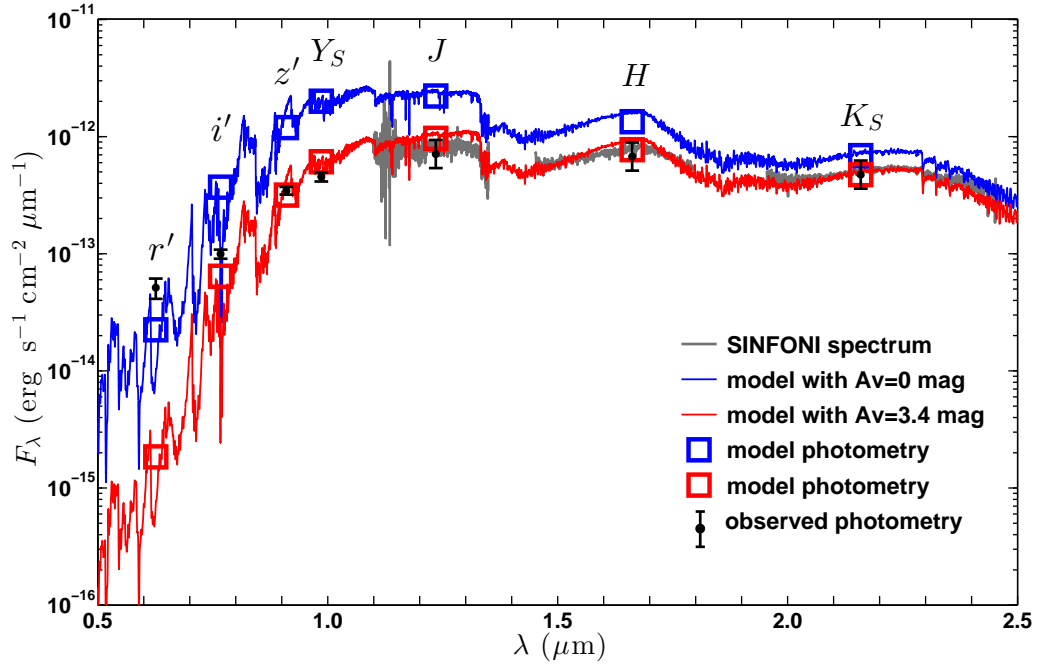 10⁻¹¹
10⁻¹²
10⁻¹³
10⁻¹⁴
10⁻¹⁵
10⁻¹⁶
F_λ (erg s⁻¹ cm⁻² μm⁻¹)
r′
i′
z′
Y_S
J
H
K_S
SINFONI spectrum
model with Av=0 mag
model with Av=3.4 mag
model photometry
model photometry
observed photometry
0.5 1.0 1.5 2.0 2.5
λ (μm)